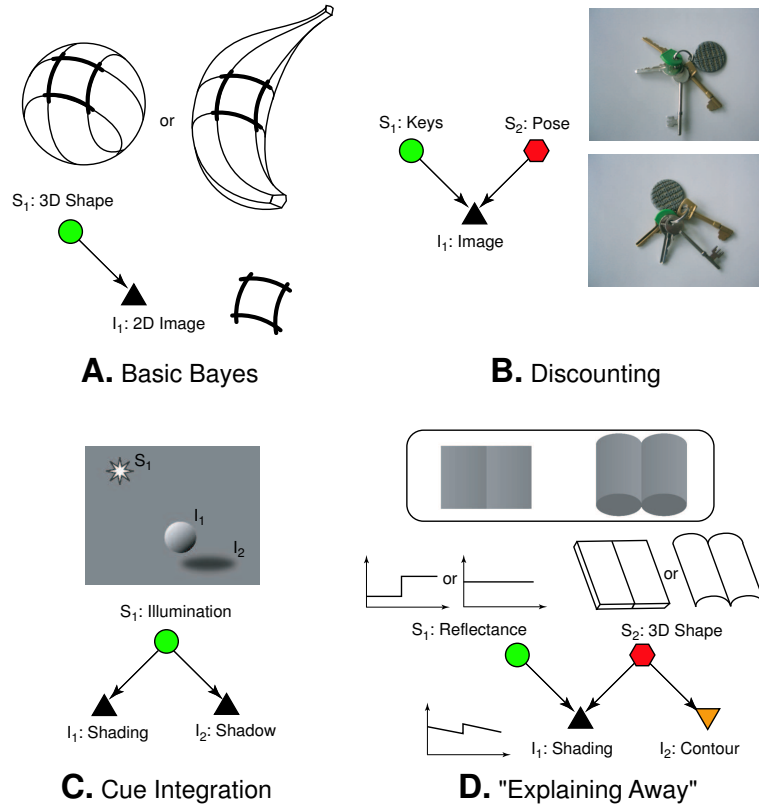 or
S₁: 3D Shape
I₁: 2D Image
A. Basic Bayes
S₁: Keys
S₂: Pose
I₁: Image
B. Discounting
S₁
I₁
I₂
S₁: Illumination
I₁: Shading
I₂: Shadow
C. Cue Integration
or
or
S₁: Reflectance
S₂: 3D Shape
I₁: Shading
I₂: Contour
D. "Explaining Away"